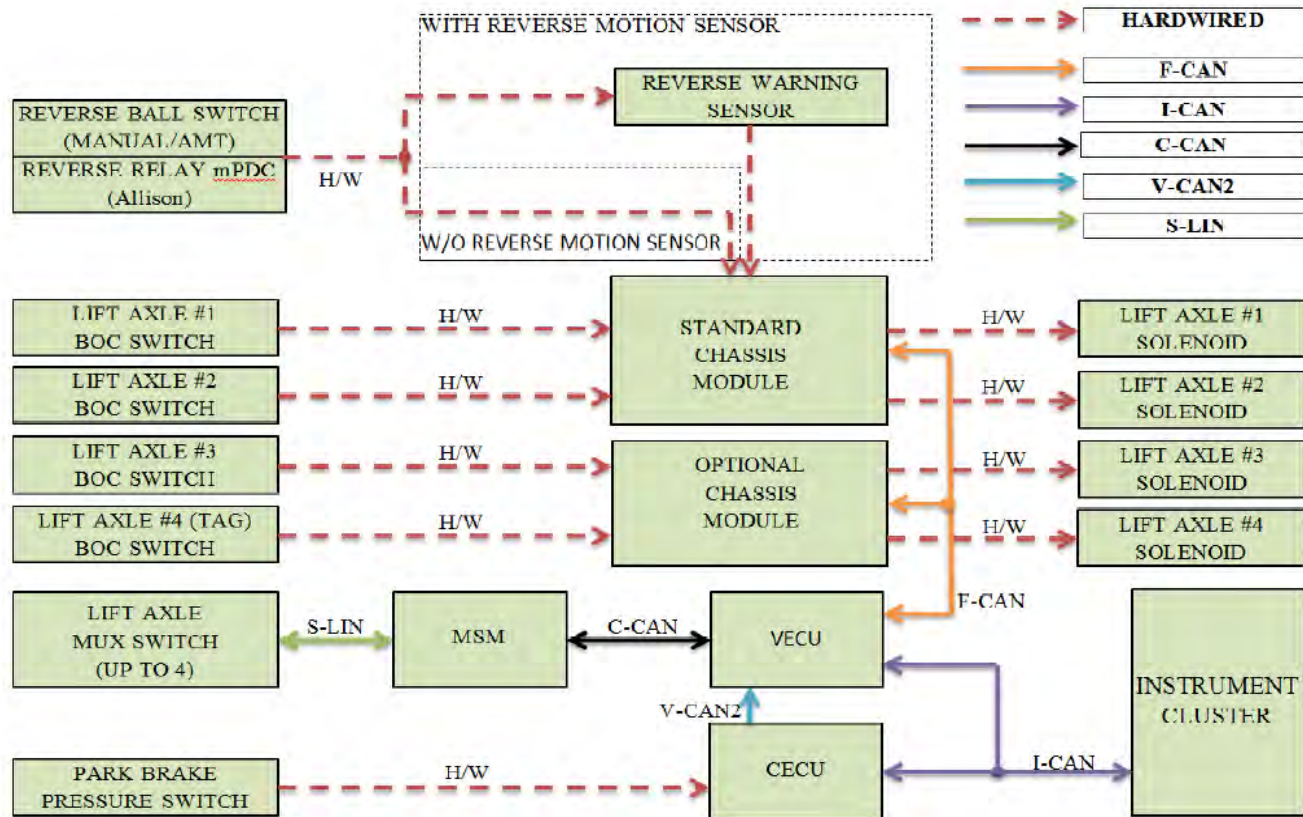 WITH REVERSE MOTION SENSOR
HARDWIRED
F-CAN
I-CAN
C-CAN
V-CAN2
S-LIN
REVERSE WARNING
SENSOR
REVERSE BALL SWITCH
(MANUAL/AMT)
REVERSE RELAY mPDC
(Allison)
H/W
W/O REVERSE MOTION SENSOR
LIFT AXLE #1
BOC SWITCH
H/W
STANDARD
CHASSIS
MODULE
H/W
LIFT AXLE #1
SOLENOID
LIFT AXLE #2
BOC SWITCH
H/W
H/W
LIFT AXLE #2
SOLENOID
LIFT AXLE #3
BOC SWITCH
H/W
OPTIONAL
CHASSIS
MODULE
H/W
LIFT AXLE #3
SOLENOID
LIFT AXLE #4 (TAG)
BOC SWITCH
H/W
H/W
LIFT AXLE #4
SOLENOID
LIFT AXLE
MUX SWITCH
(UP TO 4)
S-LIN
MSM
C-CAN
VECU
F-CAN
INSTRUMENT
CLUSTER
V-CAN2
PARK BRAKE
PRESSURE SWITCH
H/W
CECU
I-CAN